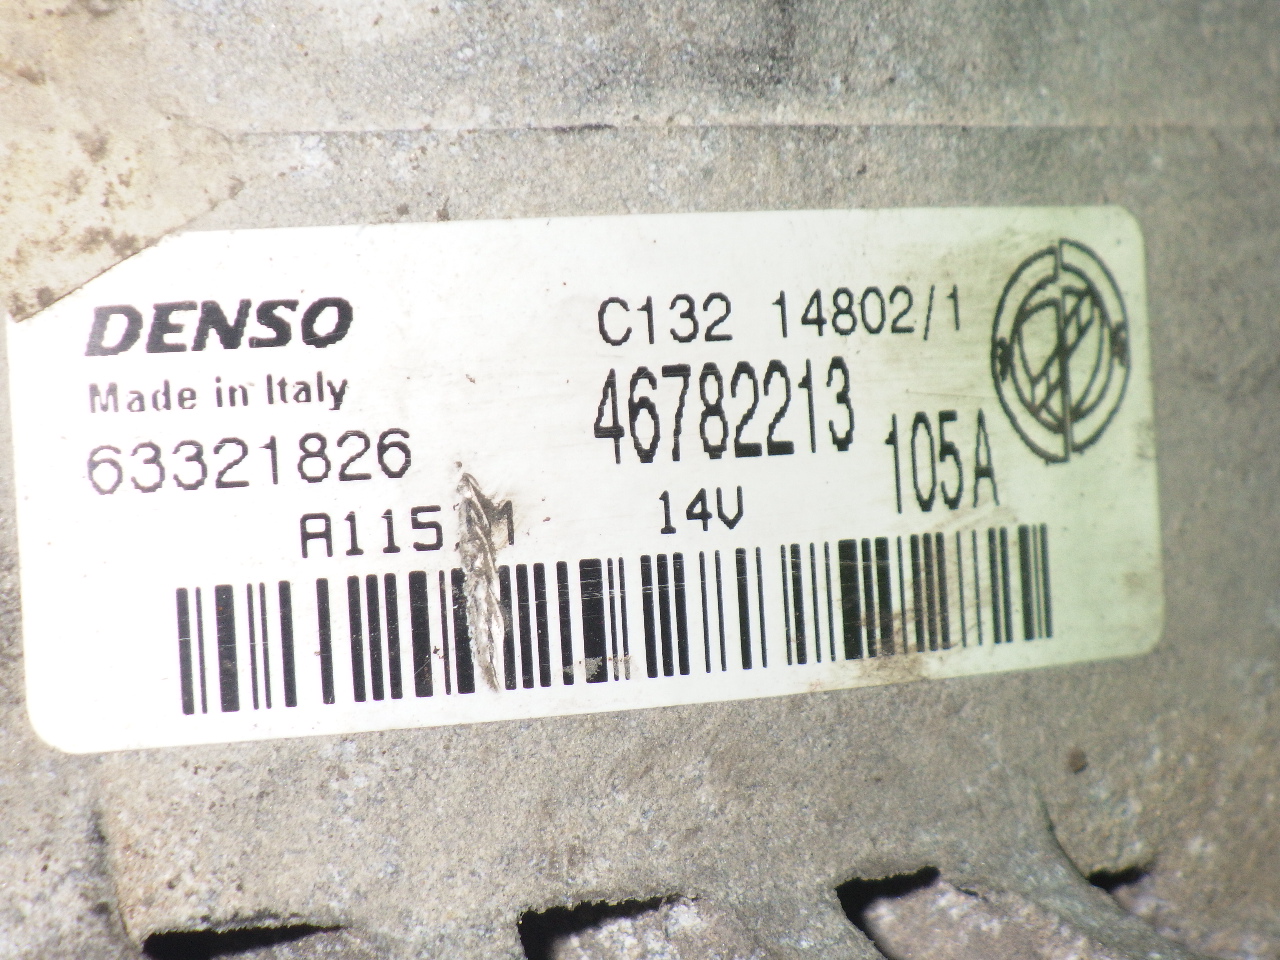 DENSO
Made in Italy
63321826
C132 14802/1
46782213
105A
14V